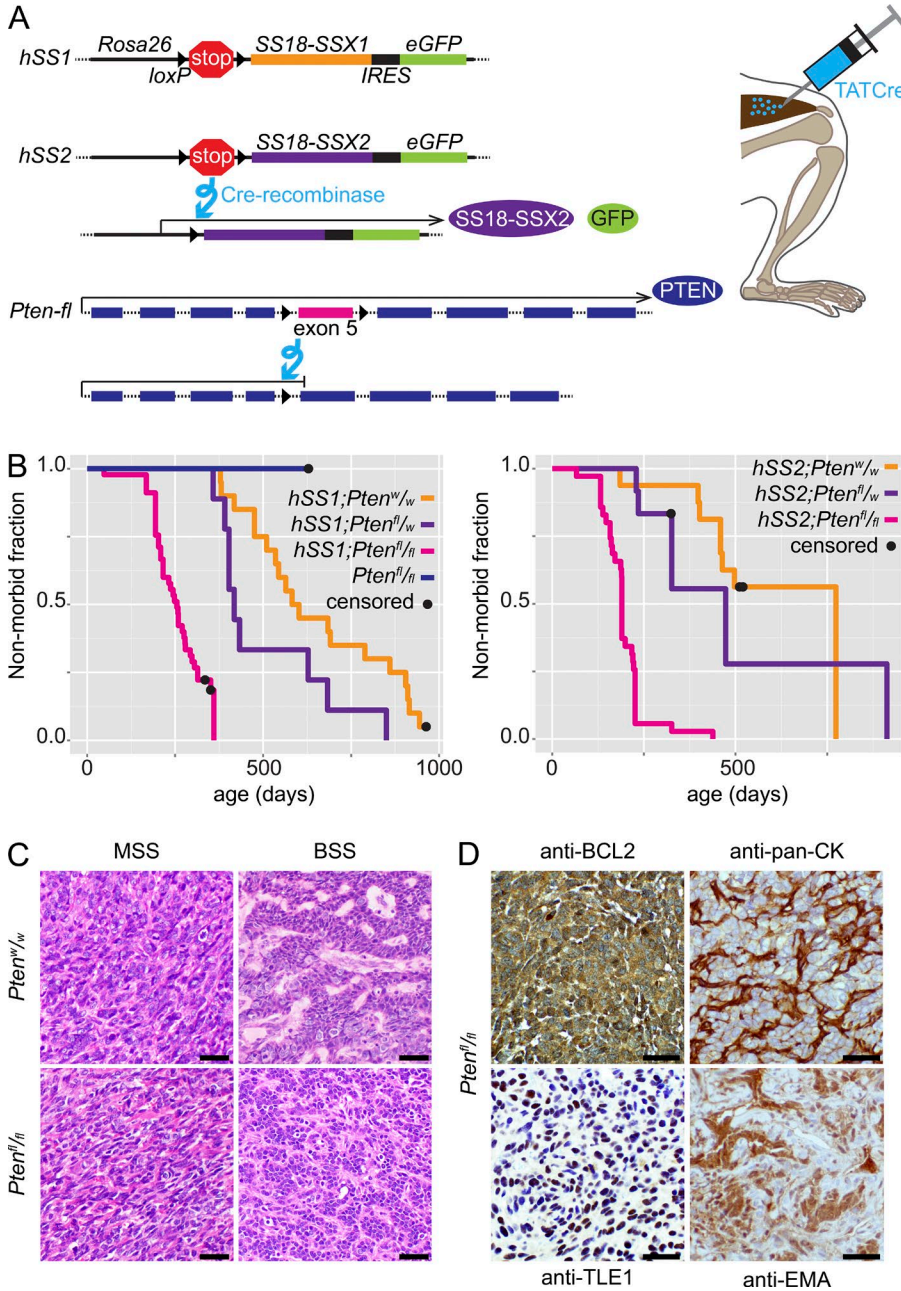 A
Rosa26 SS18-SSX1 eGFP
hSS1 stop
loxP IRES
TATCre
SS18-SSX2 eGFP
hSS2 stop
Cre-recombinase
SS18-SSX2 GFP
PTEN
Pten-fl
exon 5
B
Non-morbid fraction
1.0
0.5
0.0
hSS1;Ptenw/w
hSS1;Ptenfl/w
hSS1;Ptenfl/fl
Ptenfl/fl
censored
0 500 1000
age (days)
Non-morbid fraction
1.0
0.5
0.0
hSS2;Ptenw/w
hSS2;Ptenfl/w
hSS2;Ptenfl/fl
censored
0 500
age (days)
C
MSS BSS
Ptenw/w
Ptenfl/fl
D
anti-BCL2 anti-pan-CK
Ptenfl/fl
anti-TLE1 anti-EMA